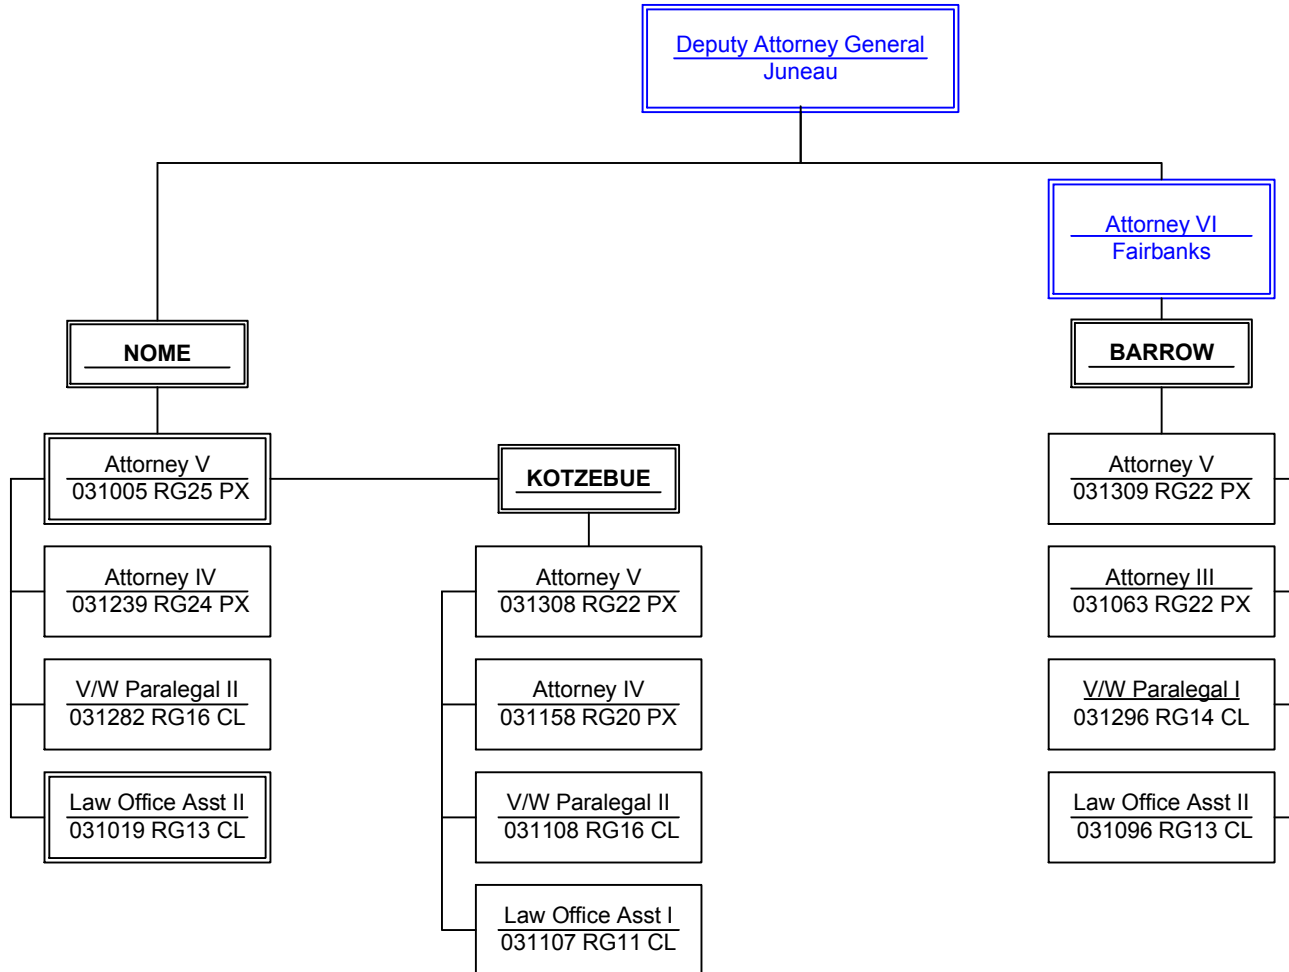 Deputy Attorney General
Juneau
Attorney VI
Fairbanks
NOME
BARROW
Attorney V
031005 RG25 PX
KOTZEBUE
Attorney V
031309 RG22 PX
Attorney IV
031239 RG24 PX
Attorney V
031308 RG22 PX
Attorney III
031063 RG22 PX
V/W Paralegal II
031282 RG16 CL
Attorney IV
031158 RG20 PX
V/W Paralegal I
031296 RG14 CL
Law Office Asst II
031019 RG13 CL
V/W Paralegal II
031108 RG16 CL
Law Office Asst II
031096 RG13 CL
Law Office Asst I
031107 RG11 CL